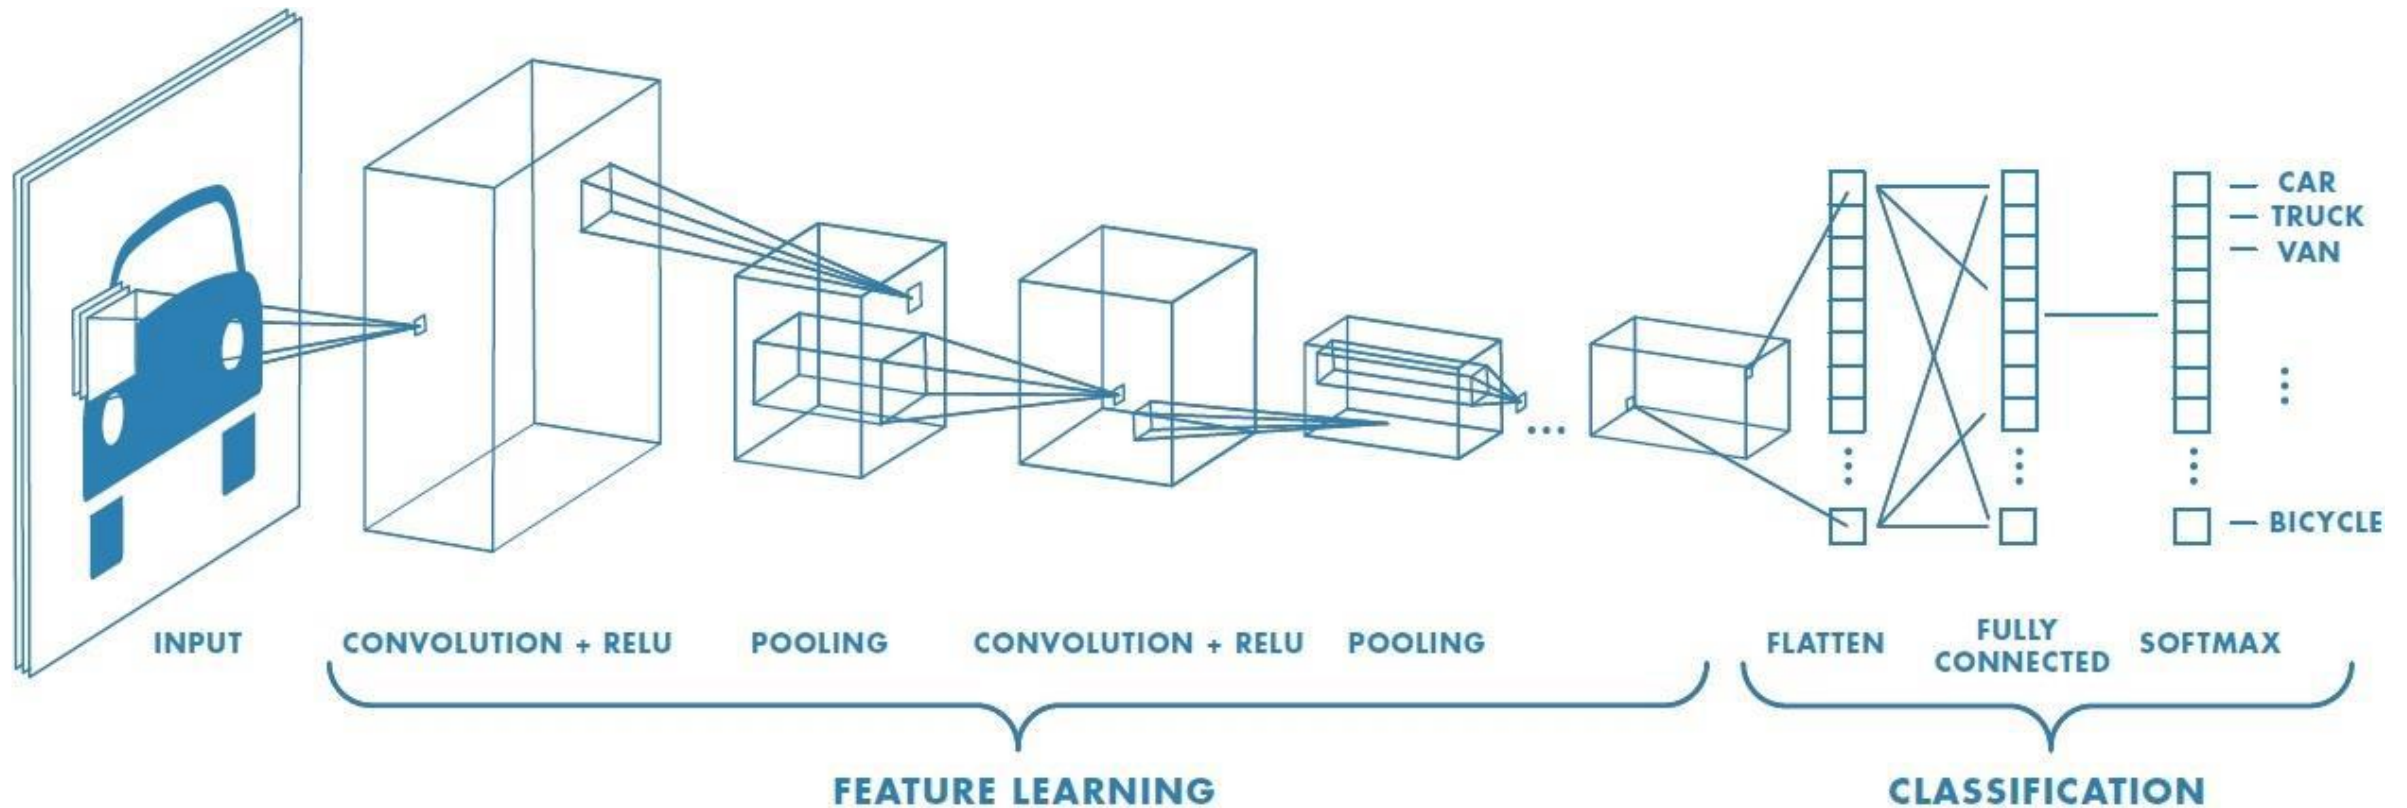 CAR
TRUCK
VAN
BICYCLE
INPUT
CONVOLUTION + RELU
POOLING
CONVOLUTION + RELU
POOLING
FLATTEN
FULLY
CONNECTED
SOFTMAX
FEATURE LEARNING
CLASSIFICATION